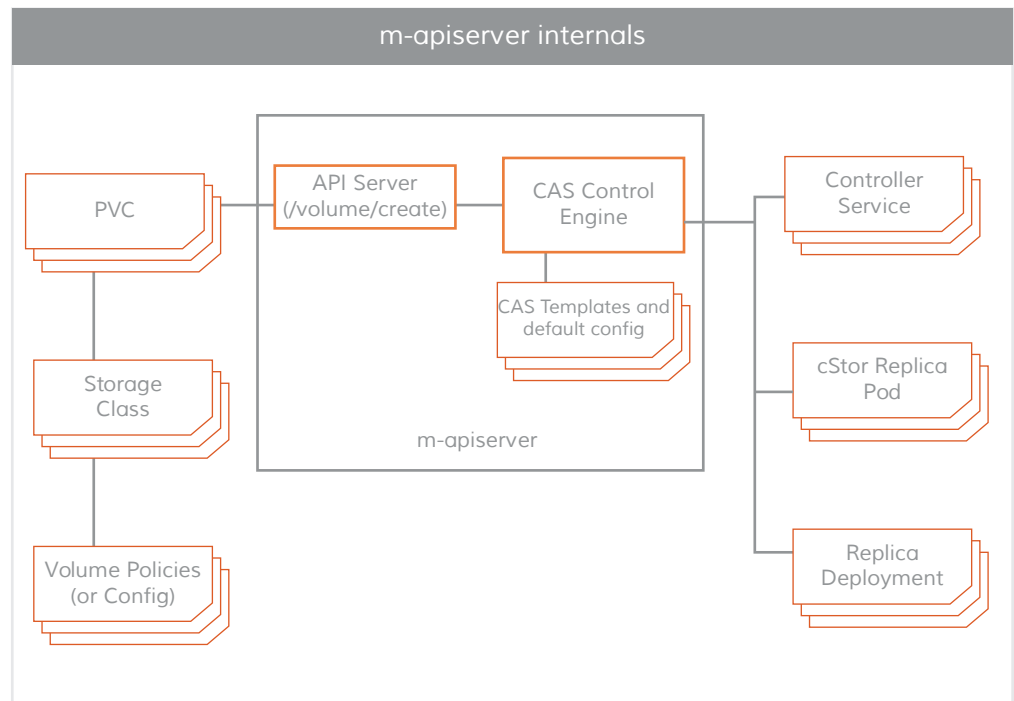 m-apiserver internals
PVC
API Server
(/volume/create)
CAS Control
Engine
Controller
Service
CAS Templates and
default config
Storage
Class
cStor Replica
Pod
m-apiserver
Volume Policies
(or Config)
Replica
Deployment